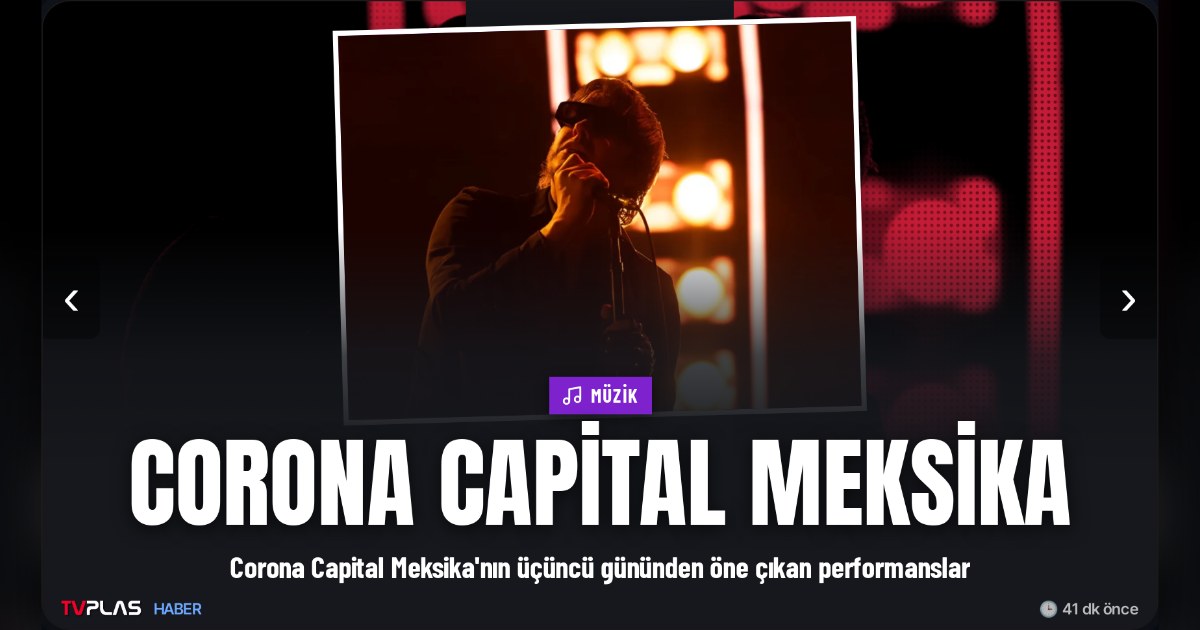 MÜZİK
CORONA CAPİTAL MEKSİKA
Corona Capital Meksika'nın üçüncü gününden öne çıkan performanslar
TVPLAS HABER
41 dk önce